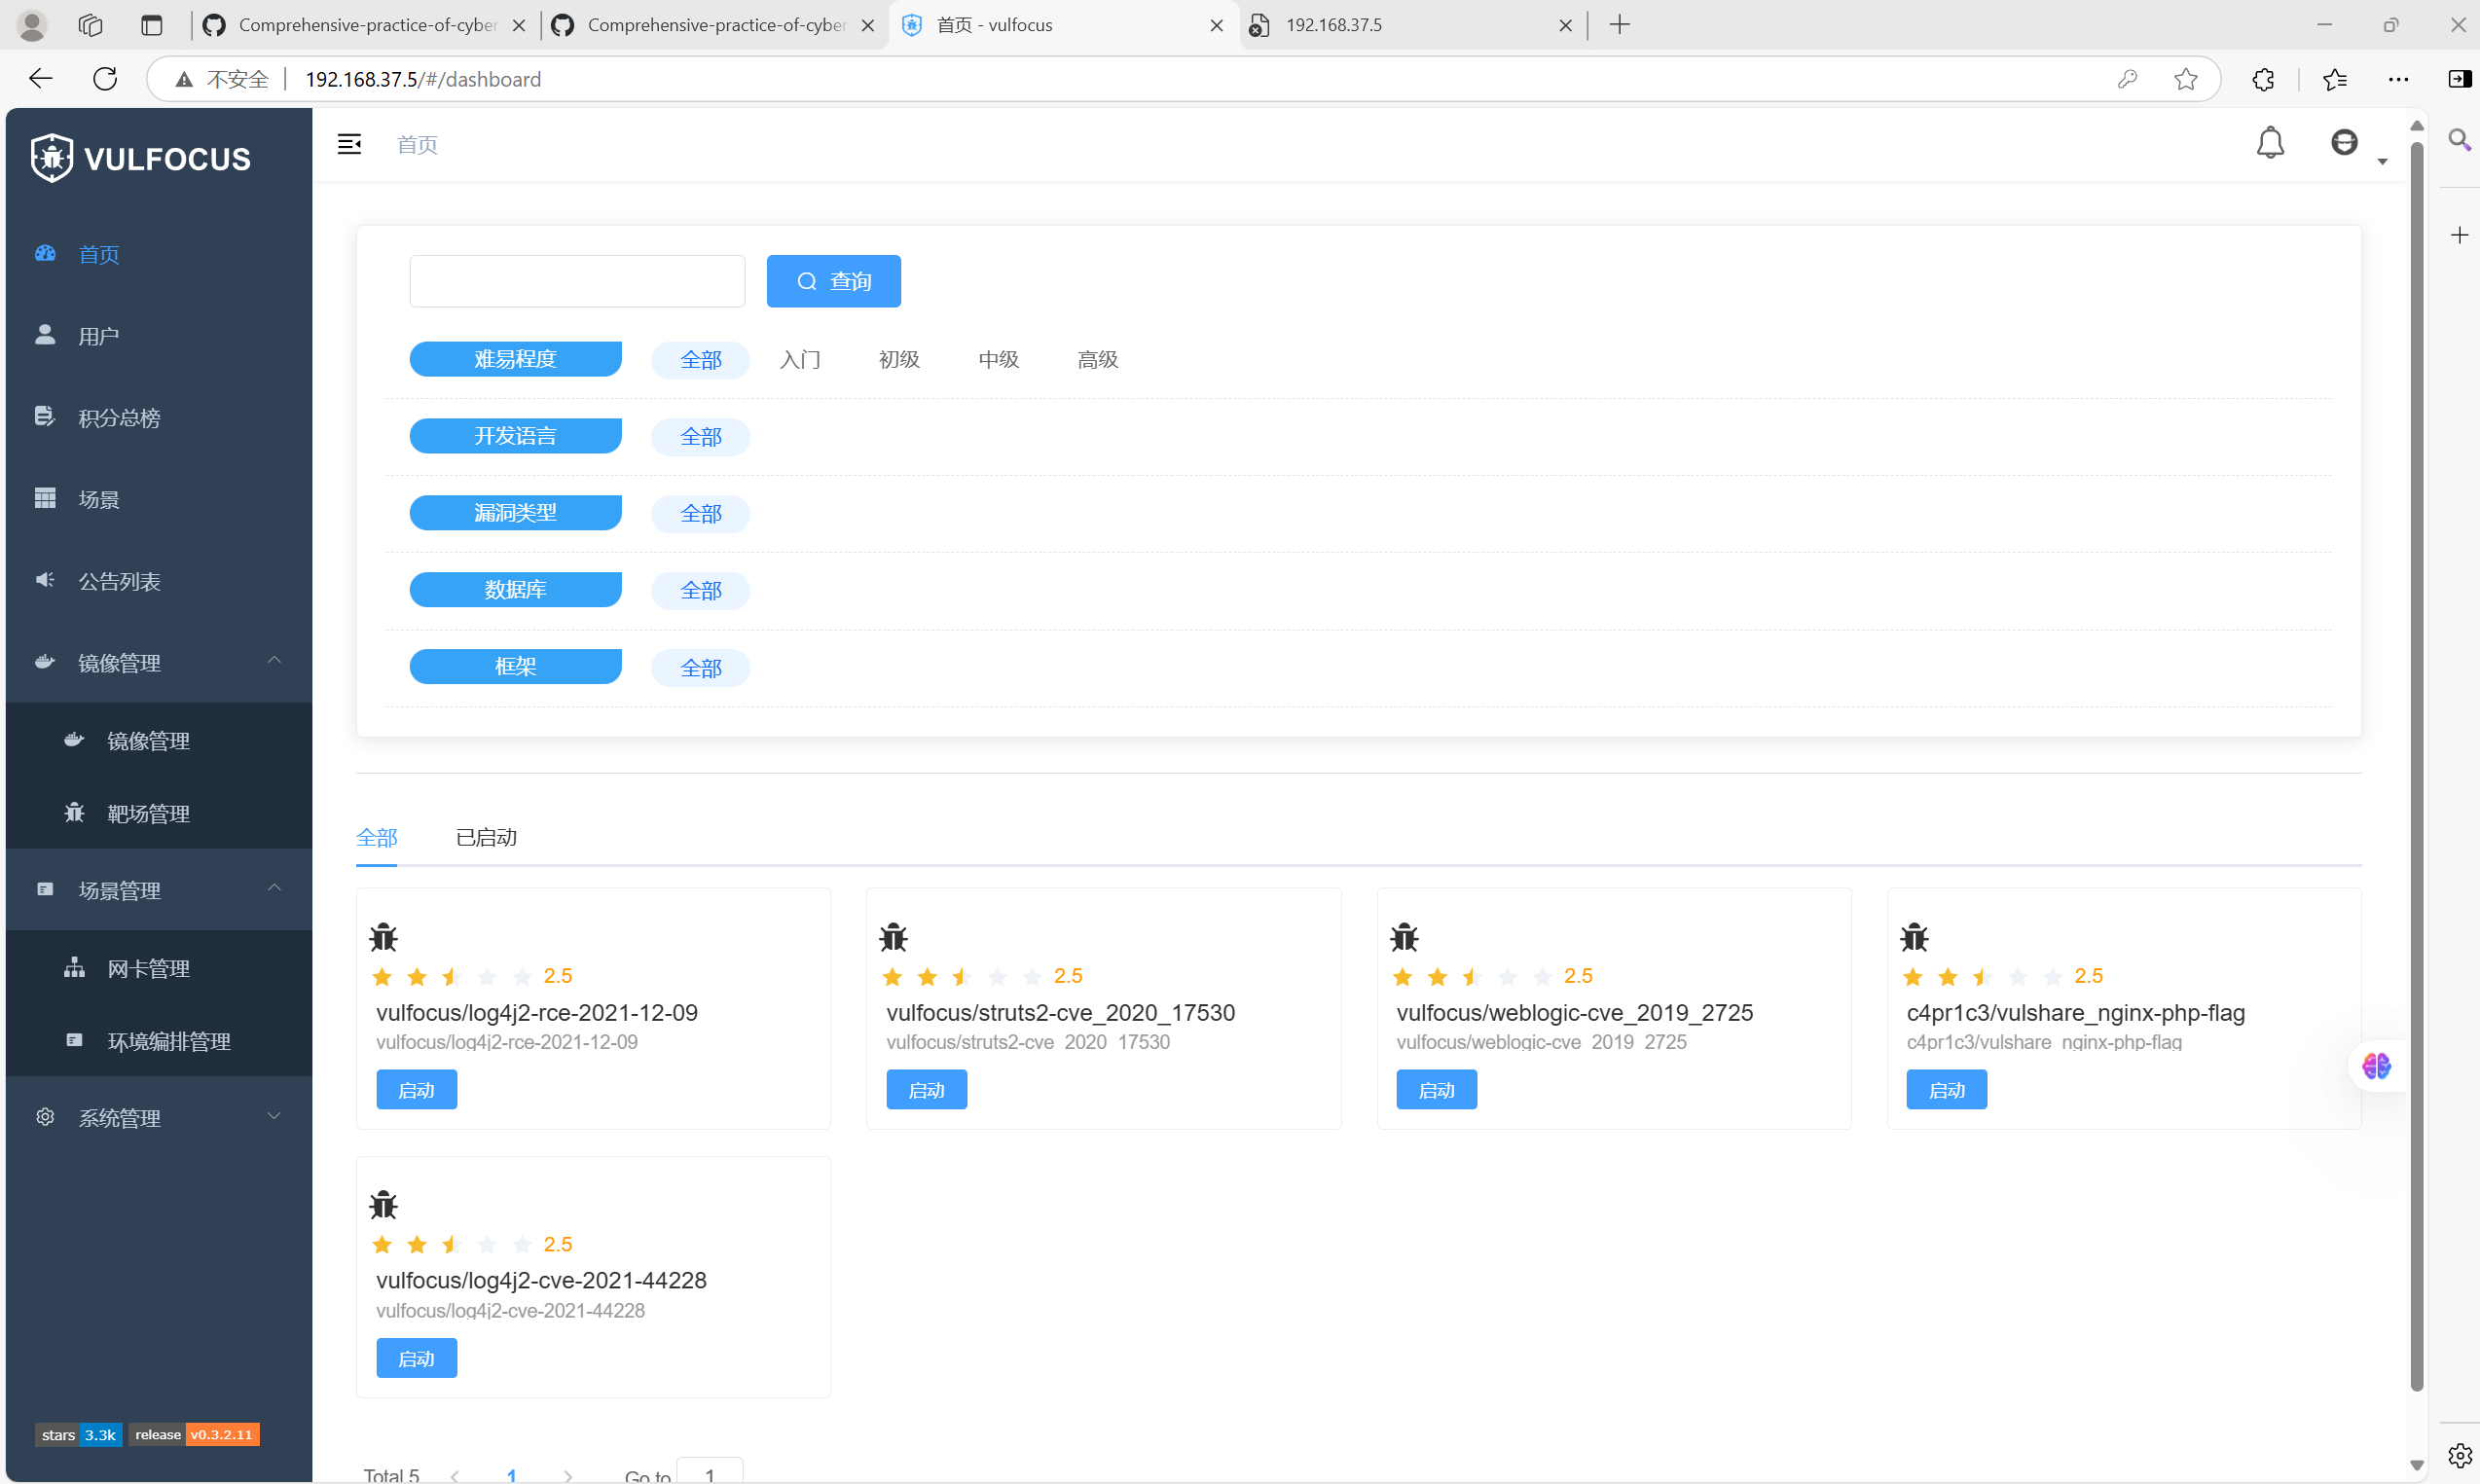 Comprehensive-practice-of-cyber
Comprehensive-practice-of-cyber
首页 - vulfocus
192.168.37.5
不安全
192.168.37.5/#/dashboard
VULFOCUS
首页
用户
积分总榜
场景
公告列表
镜像管理
镜像管理
靶场管理
场景管理
网卡管理
环境编排管理
系统管理
stars 3.3k release v0.3.2.11
首页
查询
难易程度 全部 入门 初级 中级 高级
开发语言 全部
漏洞类型 全部
数据库 全部
框架 全部
全部 已启动
2.5
vulfocus/log4j2-rce-2021-12-09
vulfocus/log4j2-rce-2021-12-09
启动
2.5
vulfocus/struts2-cve_2020_17530
vulfocus/struts2-cve_2020_17530
启动
2.5
vulfocus/weblogic-cve_2019_2725
vulfocus/weblogic-cve_2019_2725
启动
2.5
c4pr1c3/vulshare_nginx-php-flag
c4pr1c3/vulshare_nginx-php-flag
启动
2.5
vulfocus/log4j2-cve-2021-44228
vulfocus/log4j2-cve-2021-44228
启动
Total 5 1 Go to 1